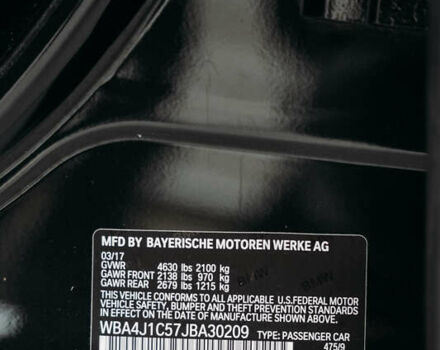 MFD BY BAYERISCHE MOTOREN WERKE AG
03/17
GVWR 4630 lbs 2100 kg
GAWR FRONT 2138 lbs 970 kg
GAWR REAR 2679 lbs 1215 kg
THIS VEHICLE CONFORMS TO ALL APPLICABLE U.S.FEDERAL MOTOR
VEHICLE SAFETY, BUMPER, AND THEFT PREVENTION STANDARDS
IN EFFECT ON THE DATE OF MANUFACTURE SHOWN ABOVE.
WBA4J1C57JBA30209 TYPE: PASSENGER CAR
475/9